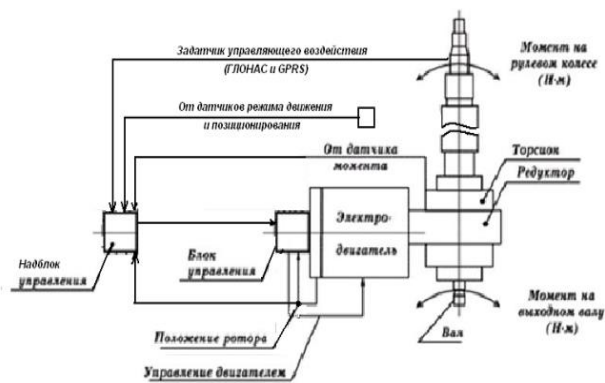 Задатчик управляющего воздействия
(ГЛОНАС и GPRS)
Момент на
рулевом колесе
(Н·м)
От датчиков режима движения
и позиционирования
От датчика
момента
Торсион
Редуктор
Электро-
двигатель
Надблок
управления
Блок
управления
Момент на
выходном валу
(Н·м)
Положение ротора
Вал
Управление двигателем